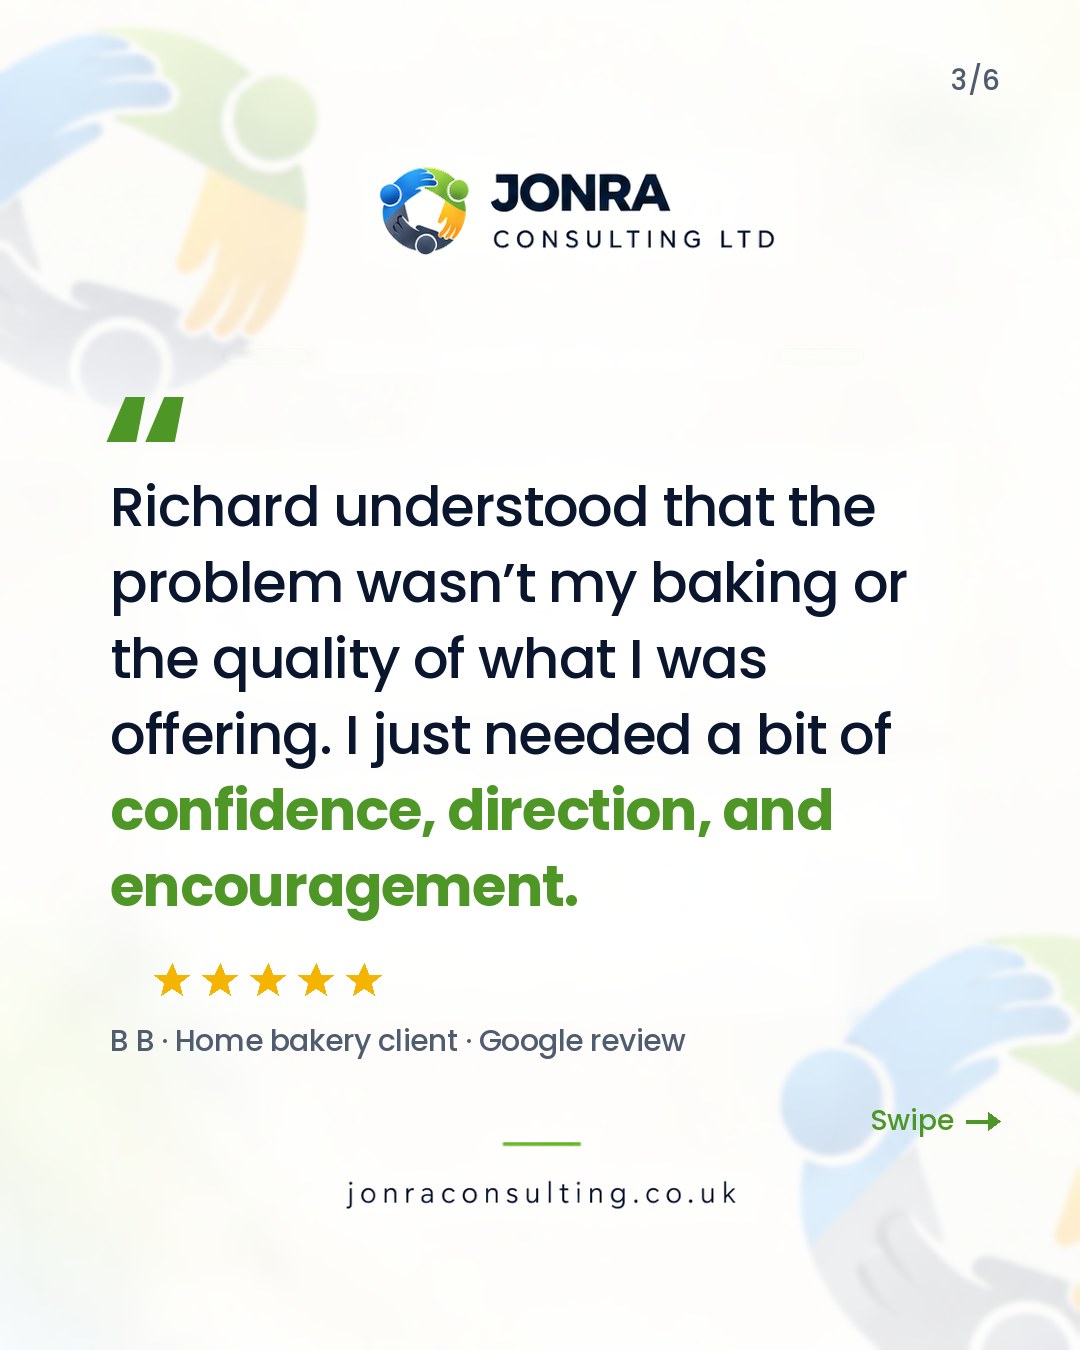 3/6
JONRA
CONSULTING LTD
“
Richard understood that the
problem wasn’t my baking or
the quality of what I was
offering. I just needed a bit of
confidence, direction, and
encouragement.
★★★★★
B B · Home bakery client · Google review
Swipe →
jonraconsulting.co.uk